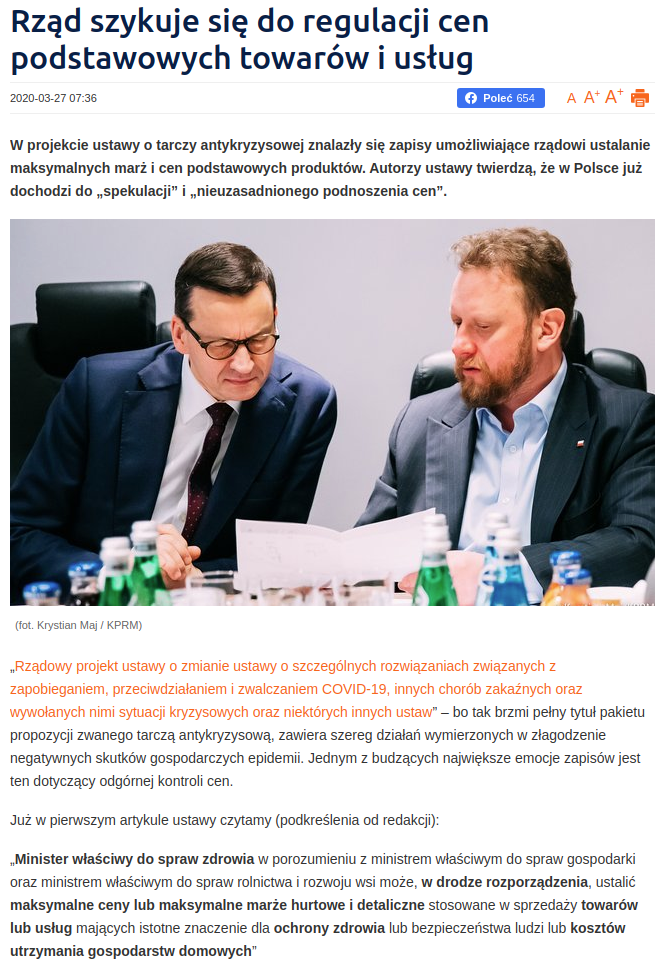 Rząd szykuje się do regulacji cen
podstawowych towarów i usług
2020-03-27 07:36
Poleć 654
A A+ A+
W projekcie ustawy o tarczy antykryzysowej znalazły się zapisy umożliwiające rządowi ustalanie
maksymalnych marż i cen podstawowych produktów. Autorzy ustawy twierdzą, że w Polsce już
dochodzi do „spekulacji” i „nieuzasadnionego podnoszenia cen”.
(fot. Krystian Maj / KPRM)
„Rządowy projekt ustawy o zmianie ustawy o szczególnych rozwiązaniach związanych z
zapobieganiem, przeciwdziałaniem i zwalczaniem COVID-19, innych chorób zakaźnych oraz
wywołanych nimi sytuacji kryzysowych oraz niektórych innych ustaw” – bo tak brzmi pełny tytuł pakietu
propozycji zwanego tarczą antykryzysową, zawiera szereg działań wymierzonych w złagodzenie
negatywnych skutków gospodarczych epidemii. Jednym z budzących największe emocje zapisów jest
ten dotyczący odgórnej kontroli cen.
Już w pierwszym artykule ustawy czytamy (podkreślenia od redakcji):
„Minister właściwy do spraw zdrowia w porozumieniu z ministrem właściwym do spraw gospodarki
oraz ministrem właściwym do spraw rolnictwa i rozwoju wsi może, w drodze rozporządzenia, ustalić
maksymalne ceny lub maksymalne marże hurtowe i detaliczne stosowane w sprzedaży towarów
lub usług mających istotne znaczenie dla ochrony zdrowia lub bezpieczeństwa ludzi lub kosztów
utrzymania gospodarstw domowych”